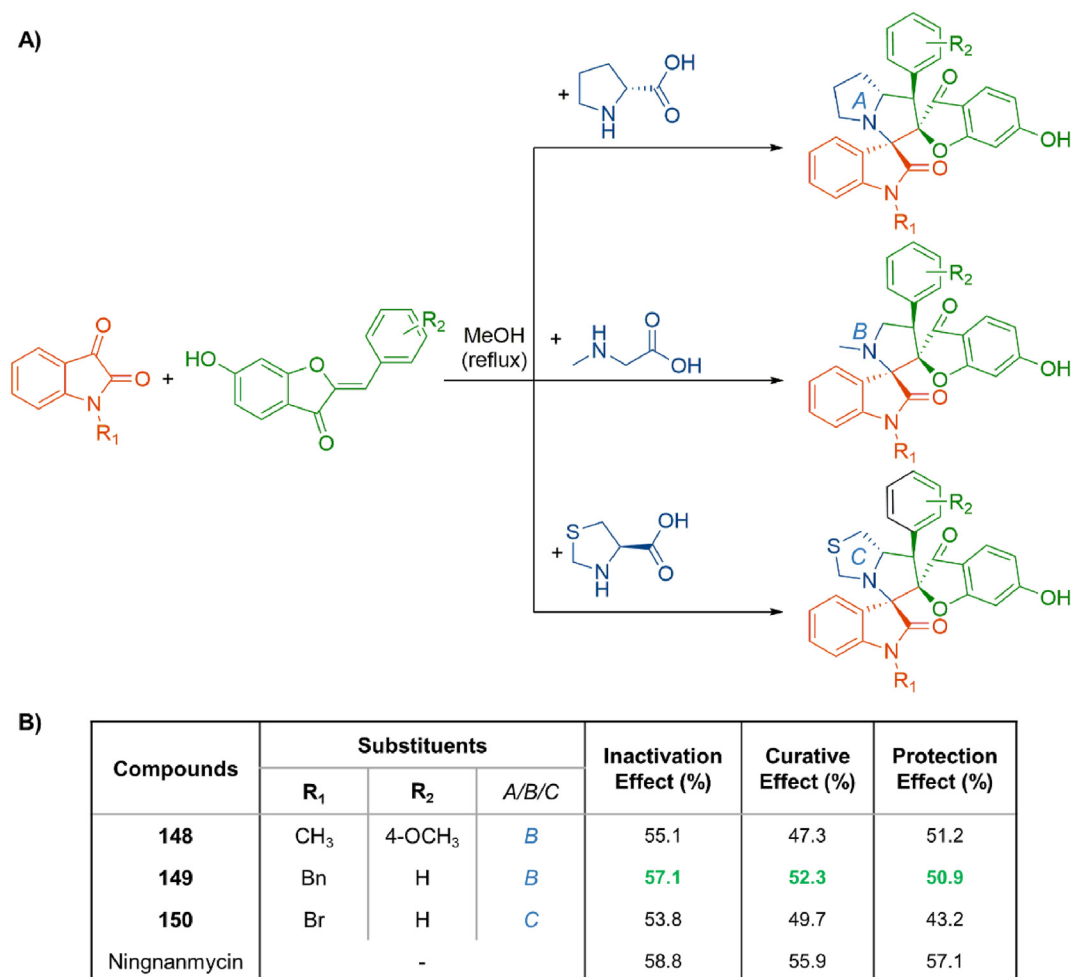 A)
R2
OH
O
+
N
H
A
N
O
O
OH
O
N
R1
R2
O
O
N
R1
+
HO
O
O
R2
MeOH
(reflux)
+
H
N
O
OH
B
N
O
O
OH
O
N
R1
R2
S
OH
O
+
N
H
S
C
N
O
O
OH
O
N
R1
B)
Compounds Substituents Inactivation Effect (%) Curative Effect (%) Protection Effect (%)
R1 R2 A/B/C
148 CH3 4-OCH3 B 55.1 47.3 51.2
149 Bn H B 57.1 52.3 50.9
150 Br H C 53.8 49.7 43.2
Ningnanmycin - 58.8 55.9 57.1